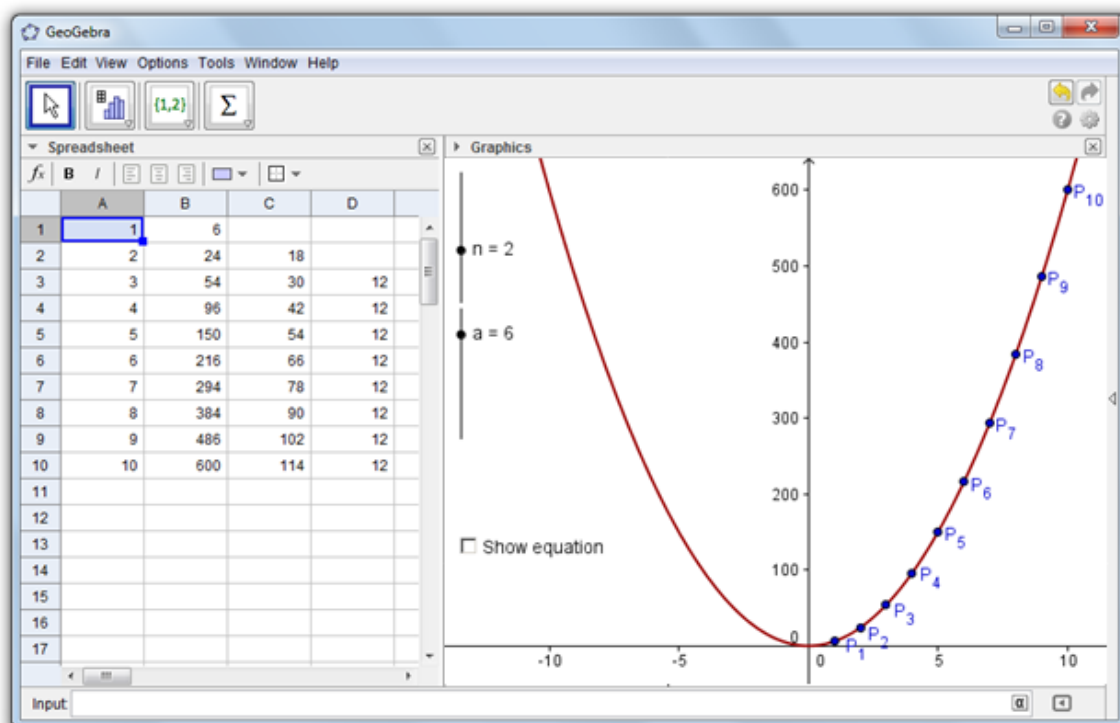 GeoGebra
File Edit View Options Tools Window Help
{1,2} Σ
Spreadsheet
fx B I
A B C D
1 1 6
2 2 24 18
3 3 54 30 12
4 4 96 42 12
5 5 150 54 12
6 6 216 66 12
7 7 294 78 12
8 8 384 90 12
9 9 486 102 12
10 10 600 114 12
11
12
13
14
15
16
17
Graphics
n = 2
a = 6
Show equation
600
500
400
300
200
100
0
-10 -5 0 5 10
P10
P9
P8
P7
P6
P5
P4
P3
P2
P1
Input:
α